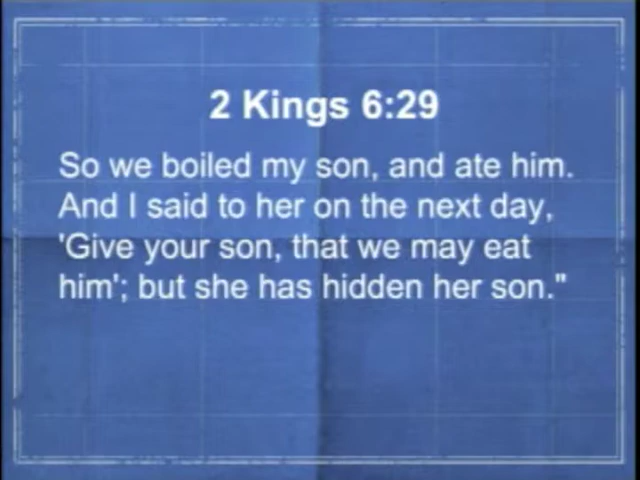 2 Kings 6:29
So we boiled my son, and ate him.
And I said to her on the next day,
'Give your son, that we may eat
him'; but she has hidden her son."